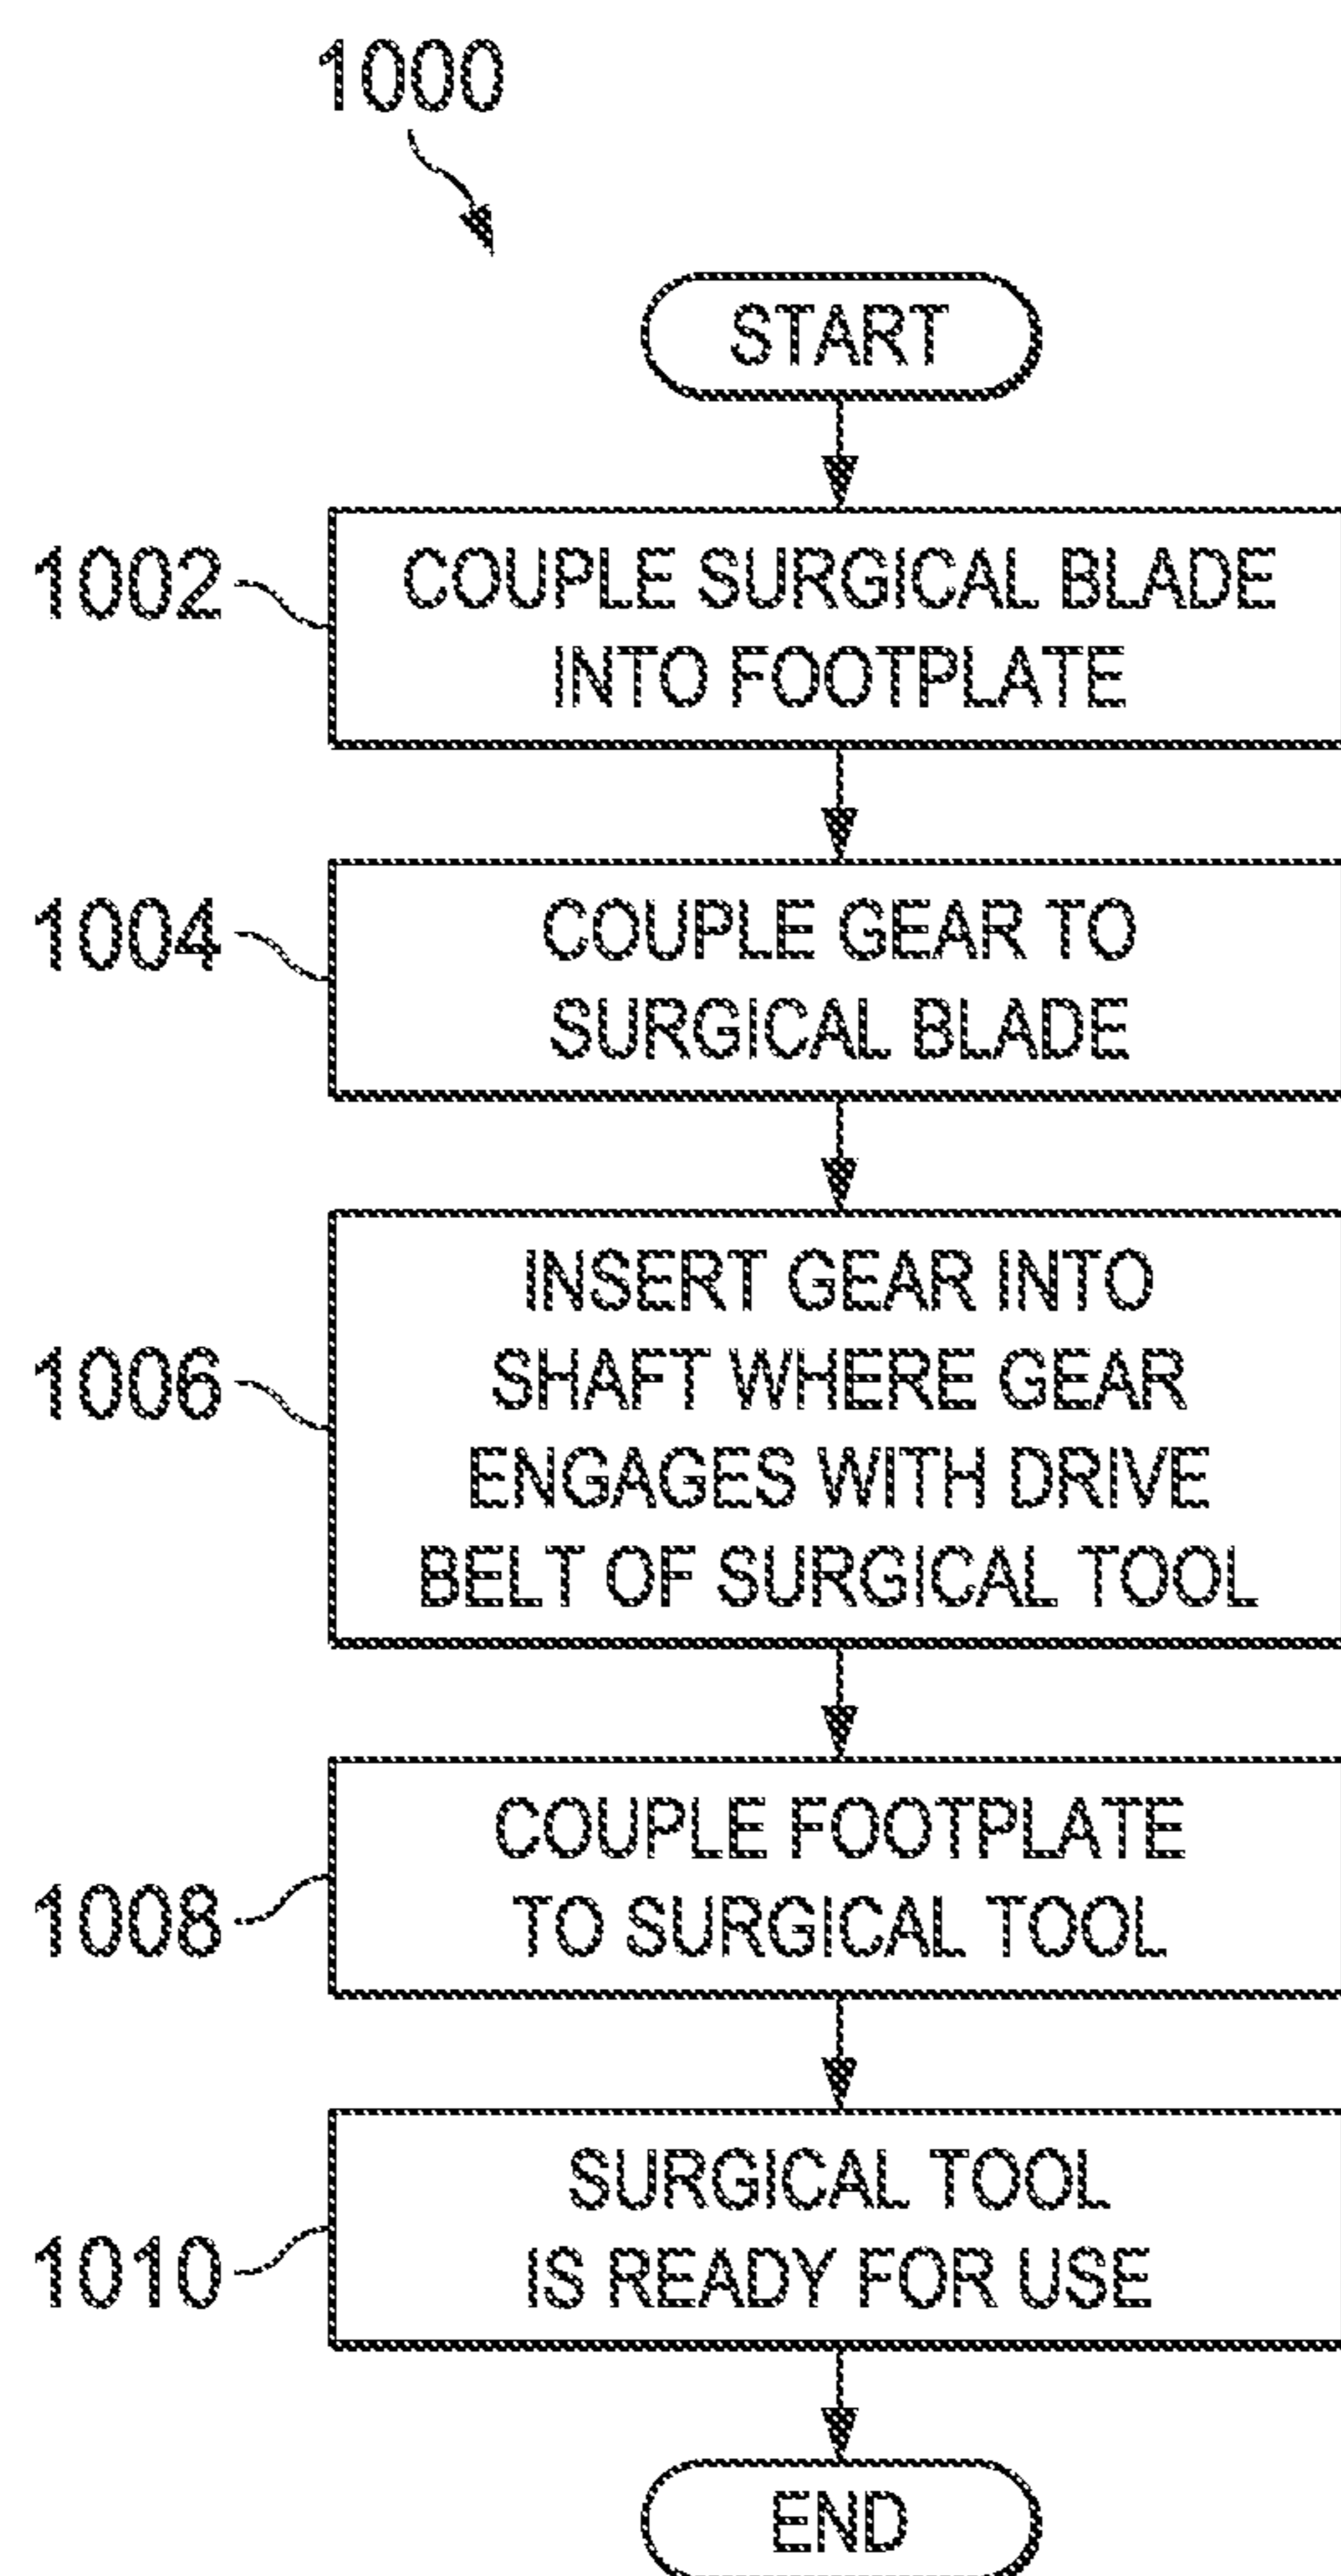 1000
START
1002
COUPLE SURGICAL BLADE
INTO FOOTPLATE
1004
COUPLE GEAR TO
SURGICAL BLADE
1006
INSERT GEAR INTO
SHAFT WHERE GEAR
ENGAGES WITH DRIVE
BELT OF SURGICAL TOOL
1008
COUPLE FOOTPLATE
TO SURGICAL TOOL
1010
SURGICAL TOOL
IS READY FOR USE
END